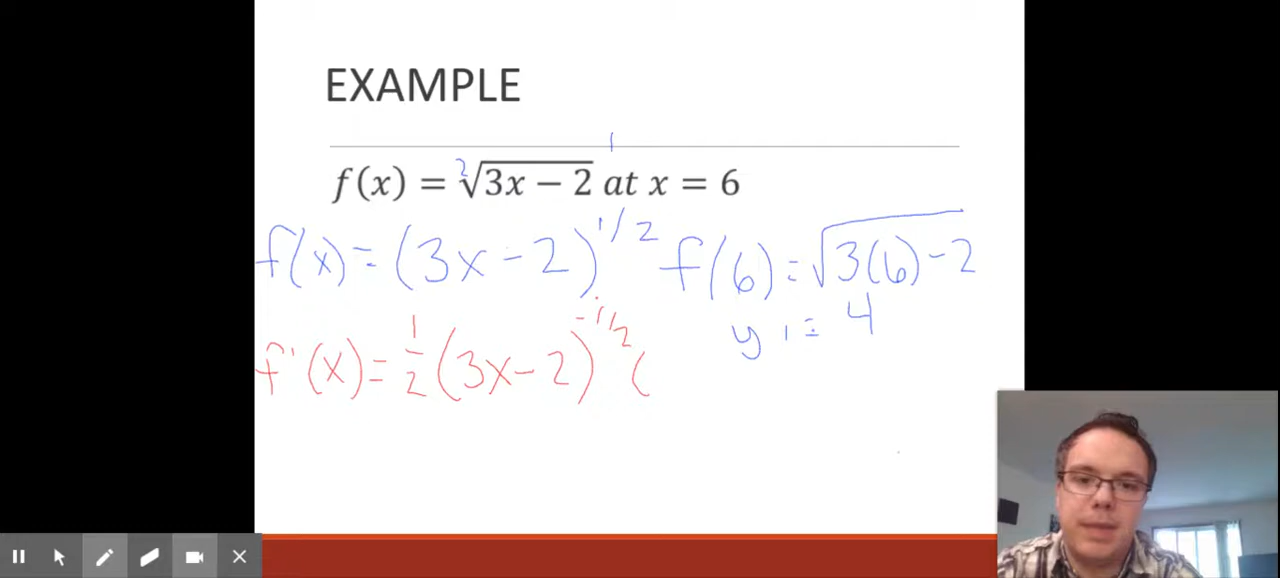 EXAMPLE
f(x) = ²√3x − 2 at x = 6
f(x) = (3x - 2)^1/2 f(6) = √3(6) - 2
y1 = 4
f'(x) = 1/2 (3x - 2)^-1/2 (